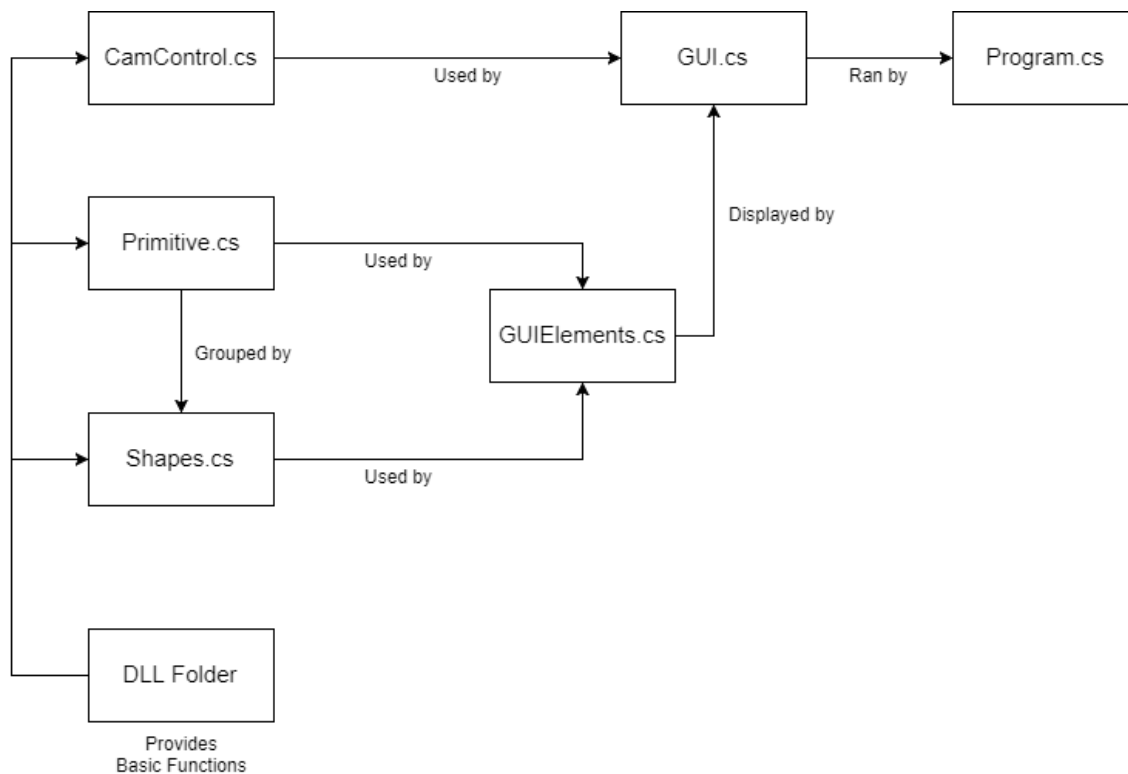 CamControl.cs
Used by
GUI.cs
Ran by
Program.cs
Primitive.cs
Used by
Displayed by
GUIElements.cs
Grouped by
Shapes.cs
Used by
DLL Folder
Provides
Basic Functions